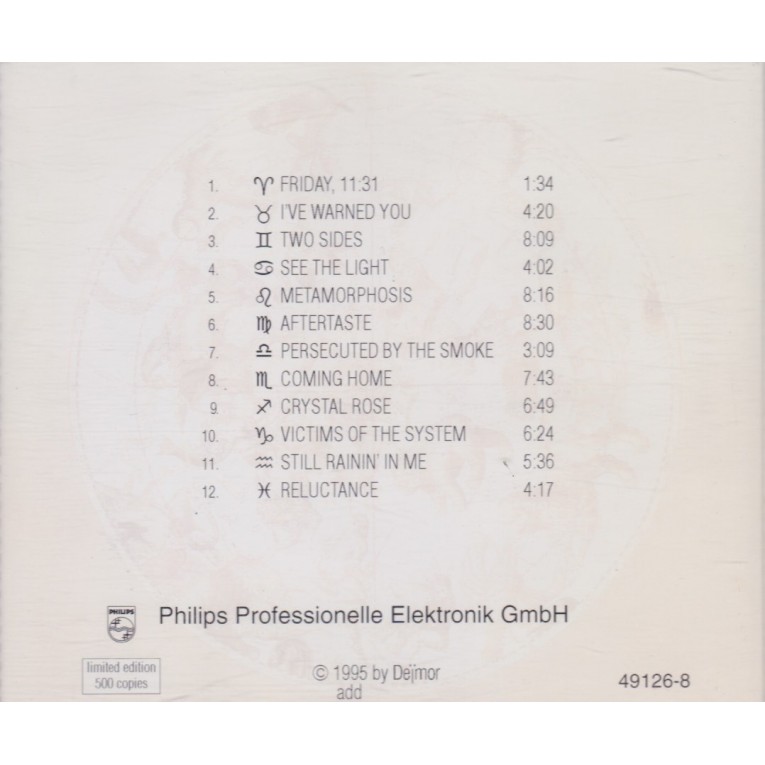 1. ♈ FRIDAY, 11:31 1:34
2. ♉ I'VE WARNED YOU 4:20
3. ♊ TWO SIDES 8:09
4. ♋ SEE THE LIGHT 4:02
5. ♌ METAMORPHOSIS 8:16
6. ♍ AFTERTASTE 8:30
7. ♎ PERSECUTED BY THE SMOKE 3:09
8. ♏ COMING HOME 7:43
9. ♐ CRYSTAL ROSE 6:49
10. ♑ VICTIMS OF THE SYSTEM 6:24
11. ♒ STILL RAININ' IN ME 5:36
12. ♓ RELUCTANCE 4:17
PHILIPS
Philips Professionelle Elektronik GmbH
limited edition
500 copies
© 1995 by Dejmor
add
49126-8